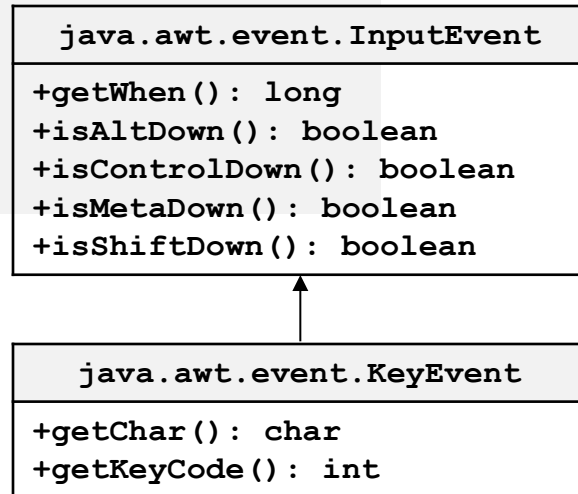 java.awt.event.InputEvent
+getWhen(): long
+isAltDown(): boolean
+isControlDown(): boolean
+isMetaDown(): boolean
+isShiftDown(): boolean
java.awt.event.KeyEvent
+getChar(): char
+getKeyCode(): int